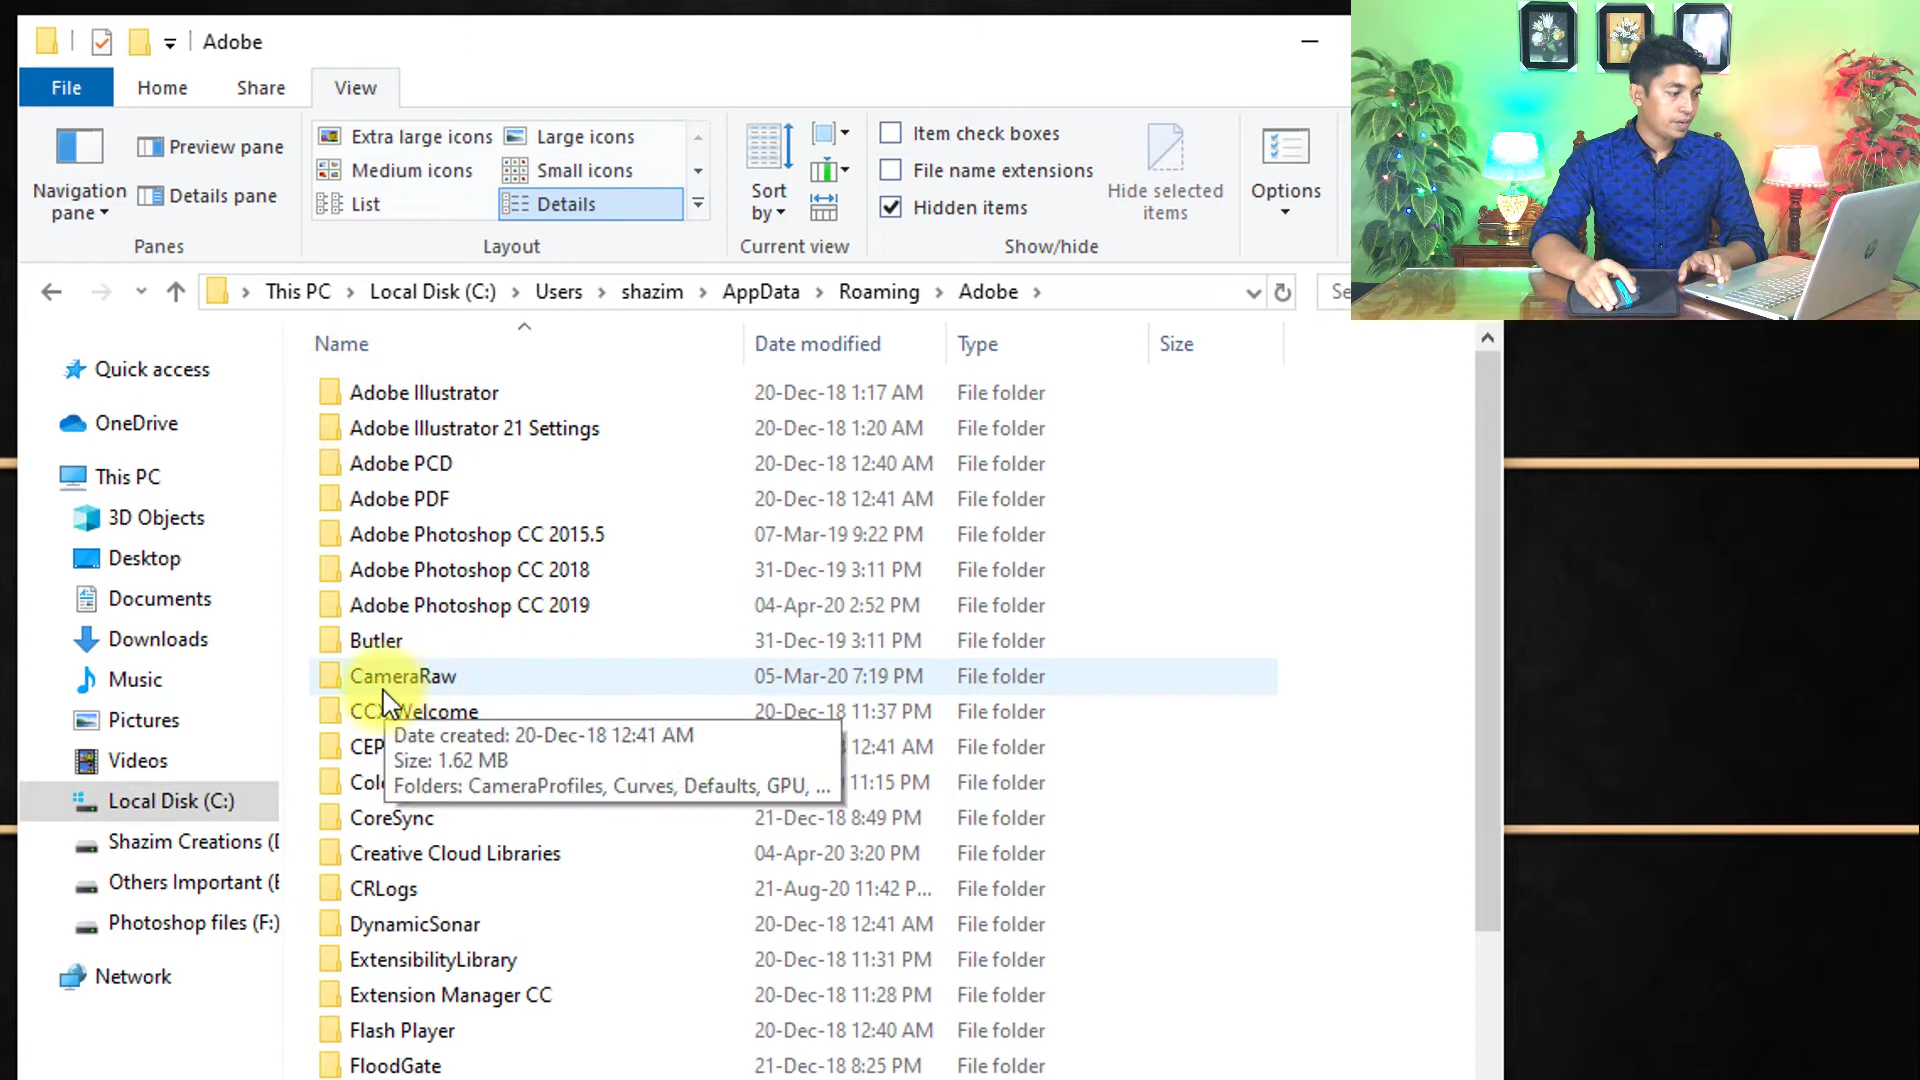 Adobe
File Home Share View
Navigation pane
Preview pane
Details pane
Panes
Extra large icons Large icons
Medium icons Small icons
List Details
Layout
Sort by
Current view
Item check boxes
File name extensions
Hidden items
Hide selected items
Show/hide
Options
This PC > Local Disk (C:) > Users > shazim > AppData > Roaming > Adobe >
Quick access
OneDrive
This PC
3D Objects
Desktop
Documents
Downloads
Music
Pictures
Videos
Local Disk (C:)
Shazim Creations (
Others Important (
Photoshop files (F:)
Network
Name Date modified Type Size
Adobe Illustrator 20-Dec-18 1:17 AM File folder
Adobe Illustrator 21 Settings 20-Dec-18 1:20 AM File folder
Adobe PCD 20-Dec-18 12:40 AM File folder
Adobe PDF 20-Dec-18 12:41 AM File folder
Adobe Photoshop CC 2015.5 07-Mar-19 9:22 PM File folder
Adobe Photoshop CC 2018 31-Dec-19 3:11 PM File folder
Adobe Photoshop CC 2019 04-Apr-20 2:52 PM File folder
Butler 31-Dec-19 3:11 PM File folder
CameraRaw 05-Mar-20 7:19 PM File folder
Welcome 20-Dec-18 11:37 PM File folder
CEP 12:41 AM File folder
11:15 PM File folder
Date created: 20-Dec-18 12:41 AM
Size: 1.62 MB
Folders: CameraProfiles, Curves, Defaults, GPU, ...
CoreSync 21-Dec-18 8:49 PM File folder
Creative Cloud Libraries 04-Apr-20 3:20 PM File folder
CRLogs 21-Aug-20 11:42 P... File folder
DynamicSonar 20-Dec-18 12:41 AM File folder
ExtensibilityLibrary 20-Dec-18 11:31 PM File folder
Extension Manager CC 20-Dec-18 11:28 PM File folder
Flash Player 20-Dec-18 12:40 AM File folder
FloodGate 21-Dec-18 8:25 PM File folder